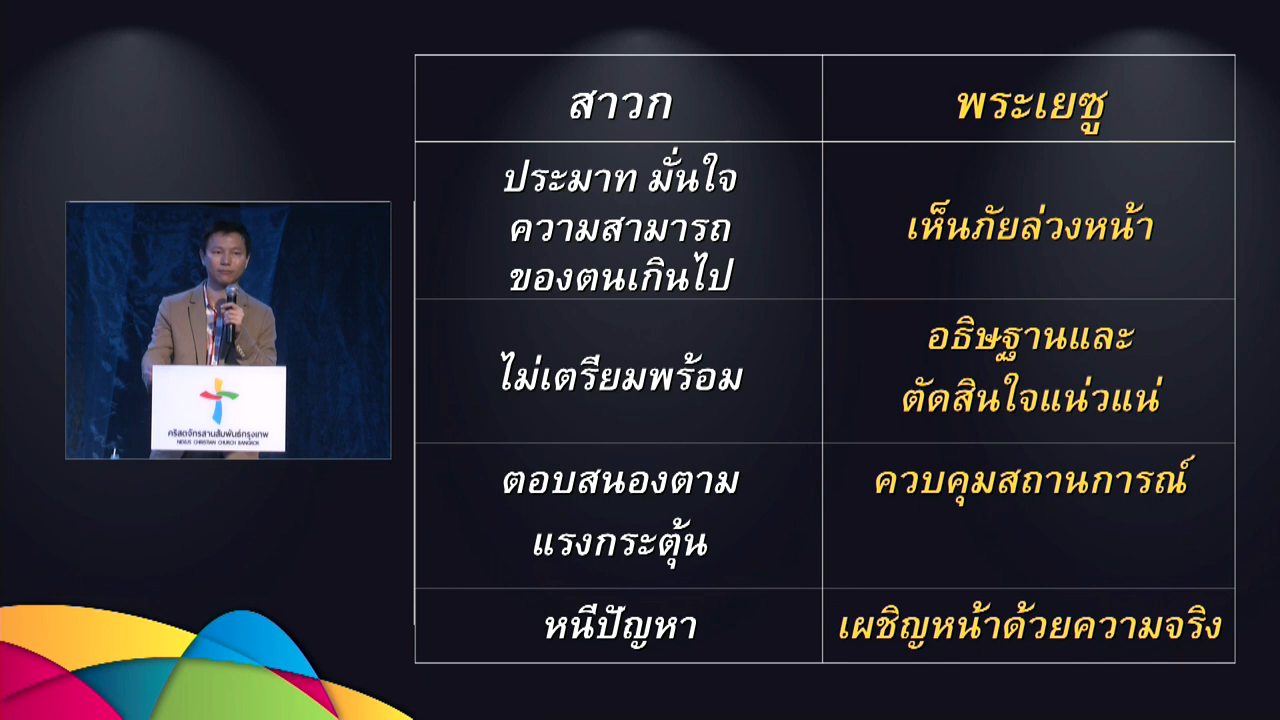 สาวก
พระเยซู
ประมาท มั่นใจ
ความสามารถ
ของตนเกินไป
เห็นภัยล่วงหน้า
ไม่เตรียมพร้อม
อธิษฐานและ
ตัดสินใจแน่วแน่
ตอบสนองตาม
แรงกระตุ้น
ควบคุมสถานการณ์
หนีปัญหา
เผชิญหน้าด้วยความจริง
คริสตจักรสานสัมพันธ์กรุงเทพ
NEXUS CHRISTIAN CHURCH BANGKOK